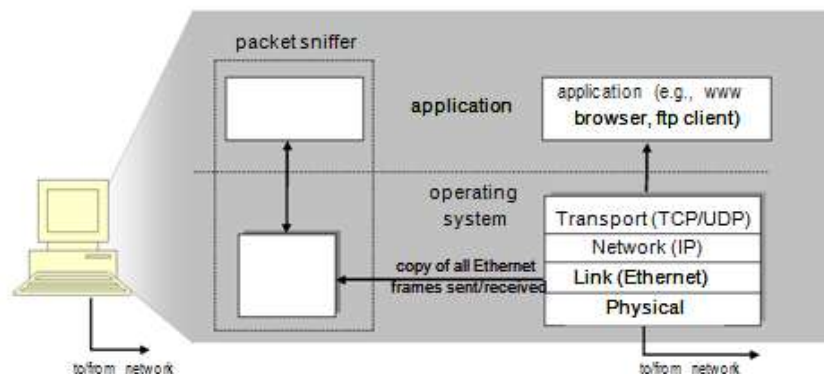 packet sniffer
application
application (e.g., www
browser, ftp client)
operating
system
Transport (TCP/UDP)
Network (IP)
copy of all Ethernet
frames sent/received
Link (Ethernet)
Physical
to/from network
to/from network